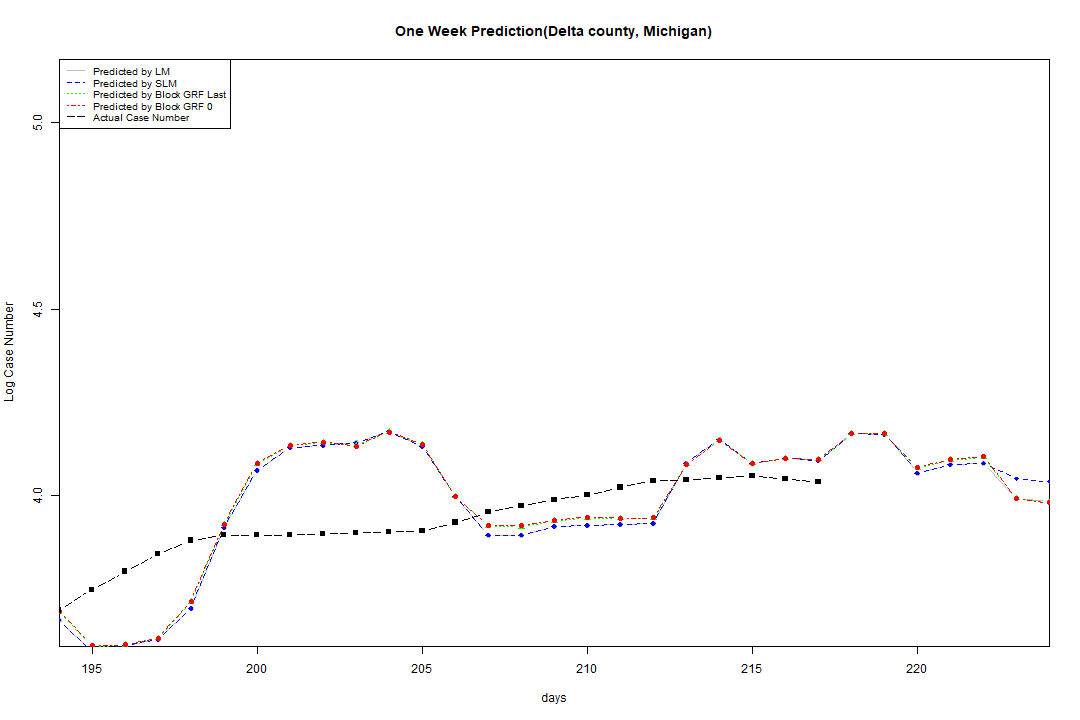 One Week Prediction(Delta county, Michigan)
Predicted by LM
Predicted by SLM
Predicted by Block GRF Last
Predicted by Block GRF 0
Actual Case Number
5.0
4.5
4.0
Log Case Number
195 200 205 210 215 220
days